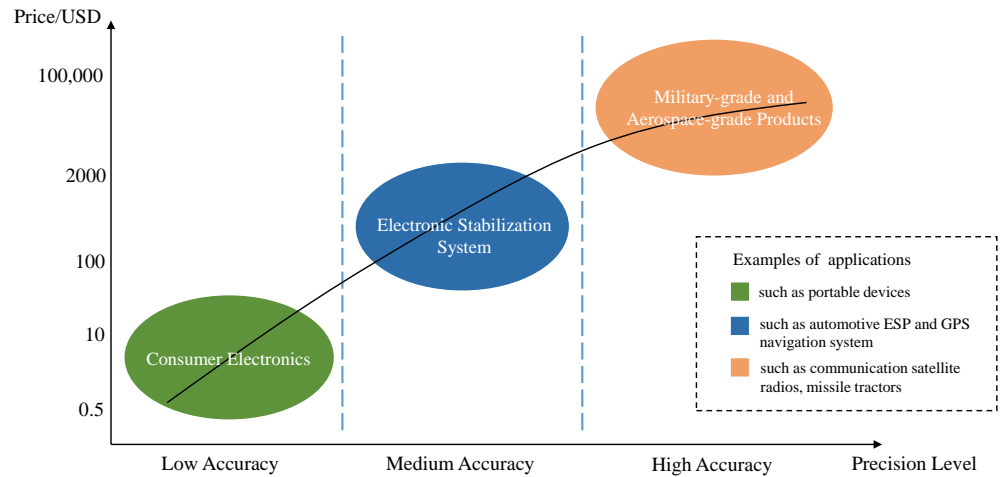 Price/USD
100,000
2000
100
10
0.5
Military-grade and
Aerospace-grade Products
Electronic Stabilization
System
Consumer Electronics
Examples of applications
such as portable devices
such as automotive ESP and GPS
navigation system
such as communication satellite
radios, missile tractors
Low Accuracy
Medium Accuracy
High Accuracy
Precision Level